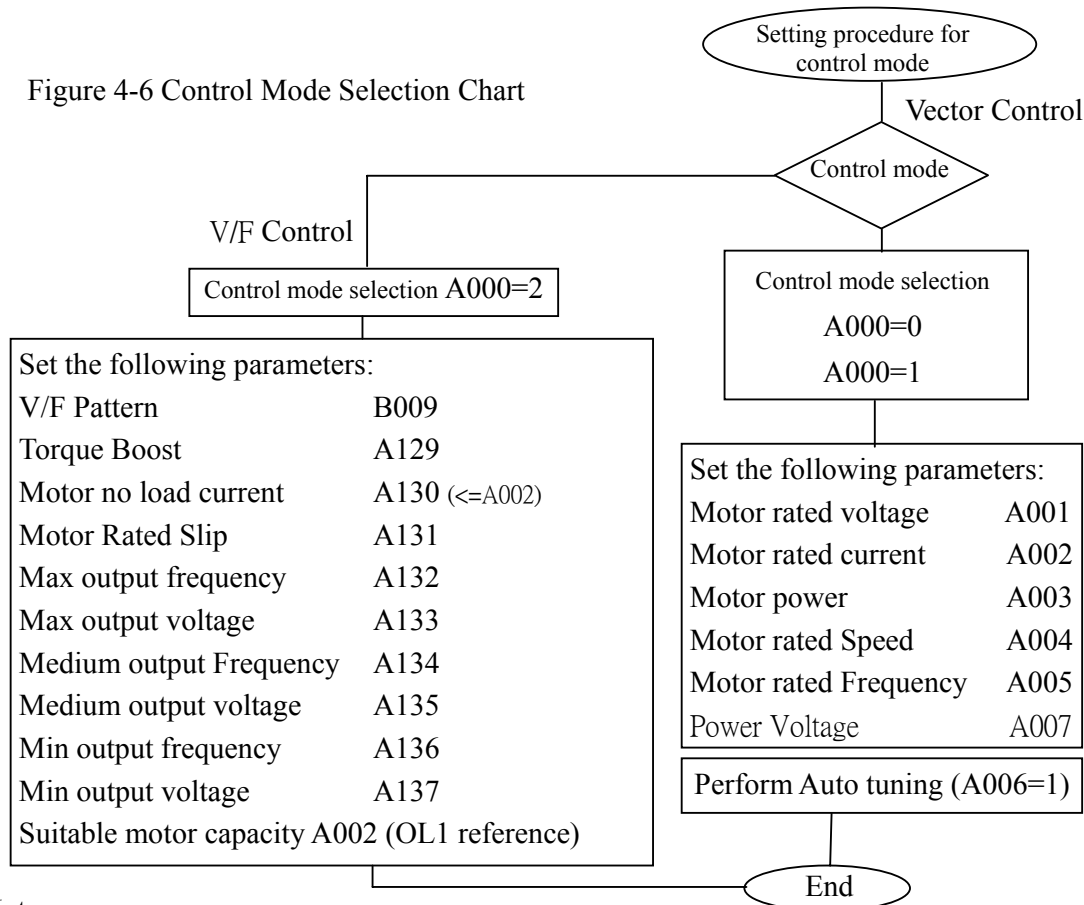 Setting procedure for
control mode
Figure 4-6 Control Mode Selection Chart
Vector Control
Control mode
V/F Control
Control mode selection A000=2
Control mode selection
A000=0
A000=1
Set the following parameters:
V/F Pattern B009
Torque Boost A129
Motor no load current A130 (<=A002)
Motor Rated Slip A131
Max output frequency A132
Max output voltage A133
Medium output Frequency A134
Medium output voltage A135
Min output frequency A136
Min output voltage A137
Suitable motor capacity A002 (OL1 reference)
Set the following parameters:
Motor rated voltage A001
Motor rated current A002
Motor power A003
Motor rated Speed A004
Motor rated Frequency A005
Power Voltage A007
Perform Auto tuning (A006=1)
End